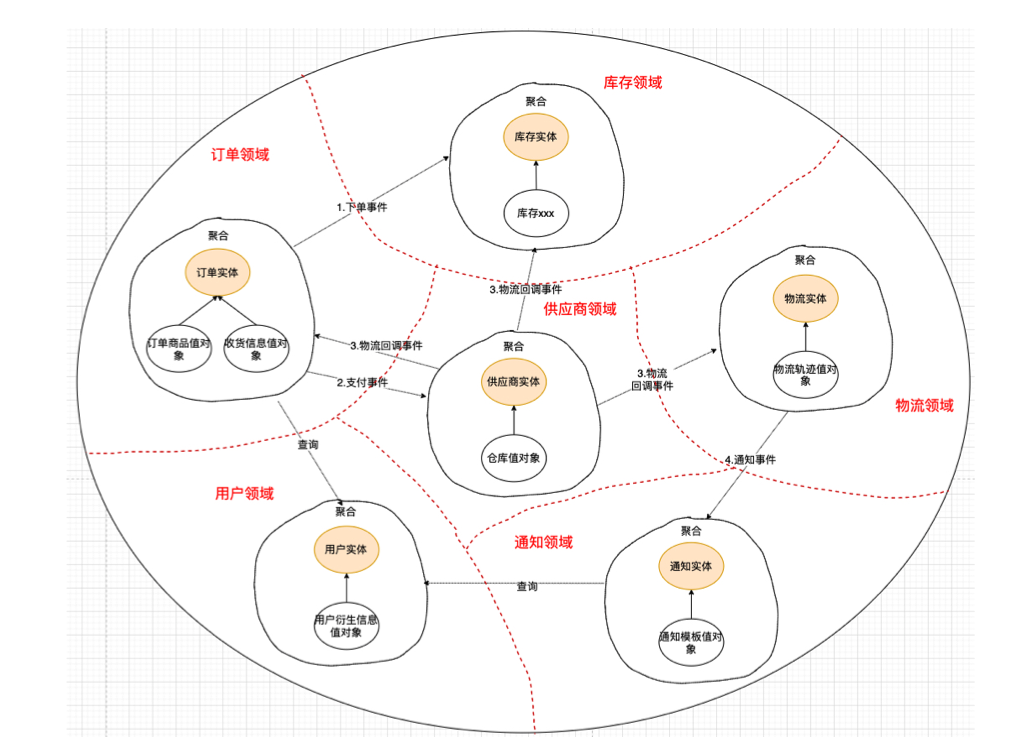 库存领域
聚合
库存实体
库存xxx
订单领域
1.下单事件
聚合
订单实体
订单商品值对
象
收货信息值对
象
3.物流回调事件
供应商领域
聚合
供应商实体
仓库值对象
3.物流回调事件
2.支付事件
3.物流
回调事件
聚合
物流实体
物流轨迹值对
象
物流领域
查询
4.通知事件
用户领域
聚合
用户实体
用户衍生信息
值对象
通知领域
查询
聚合
通知实体
通知模板值对
象